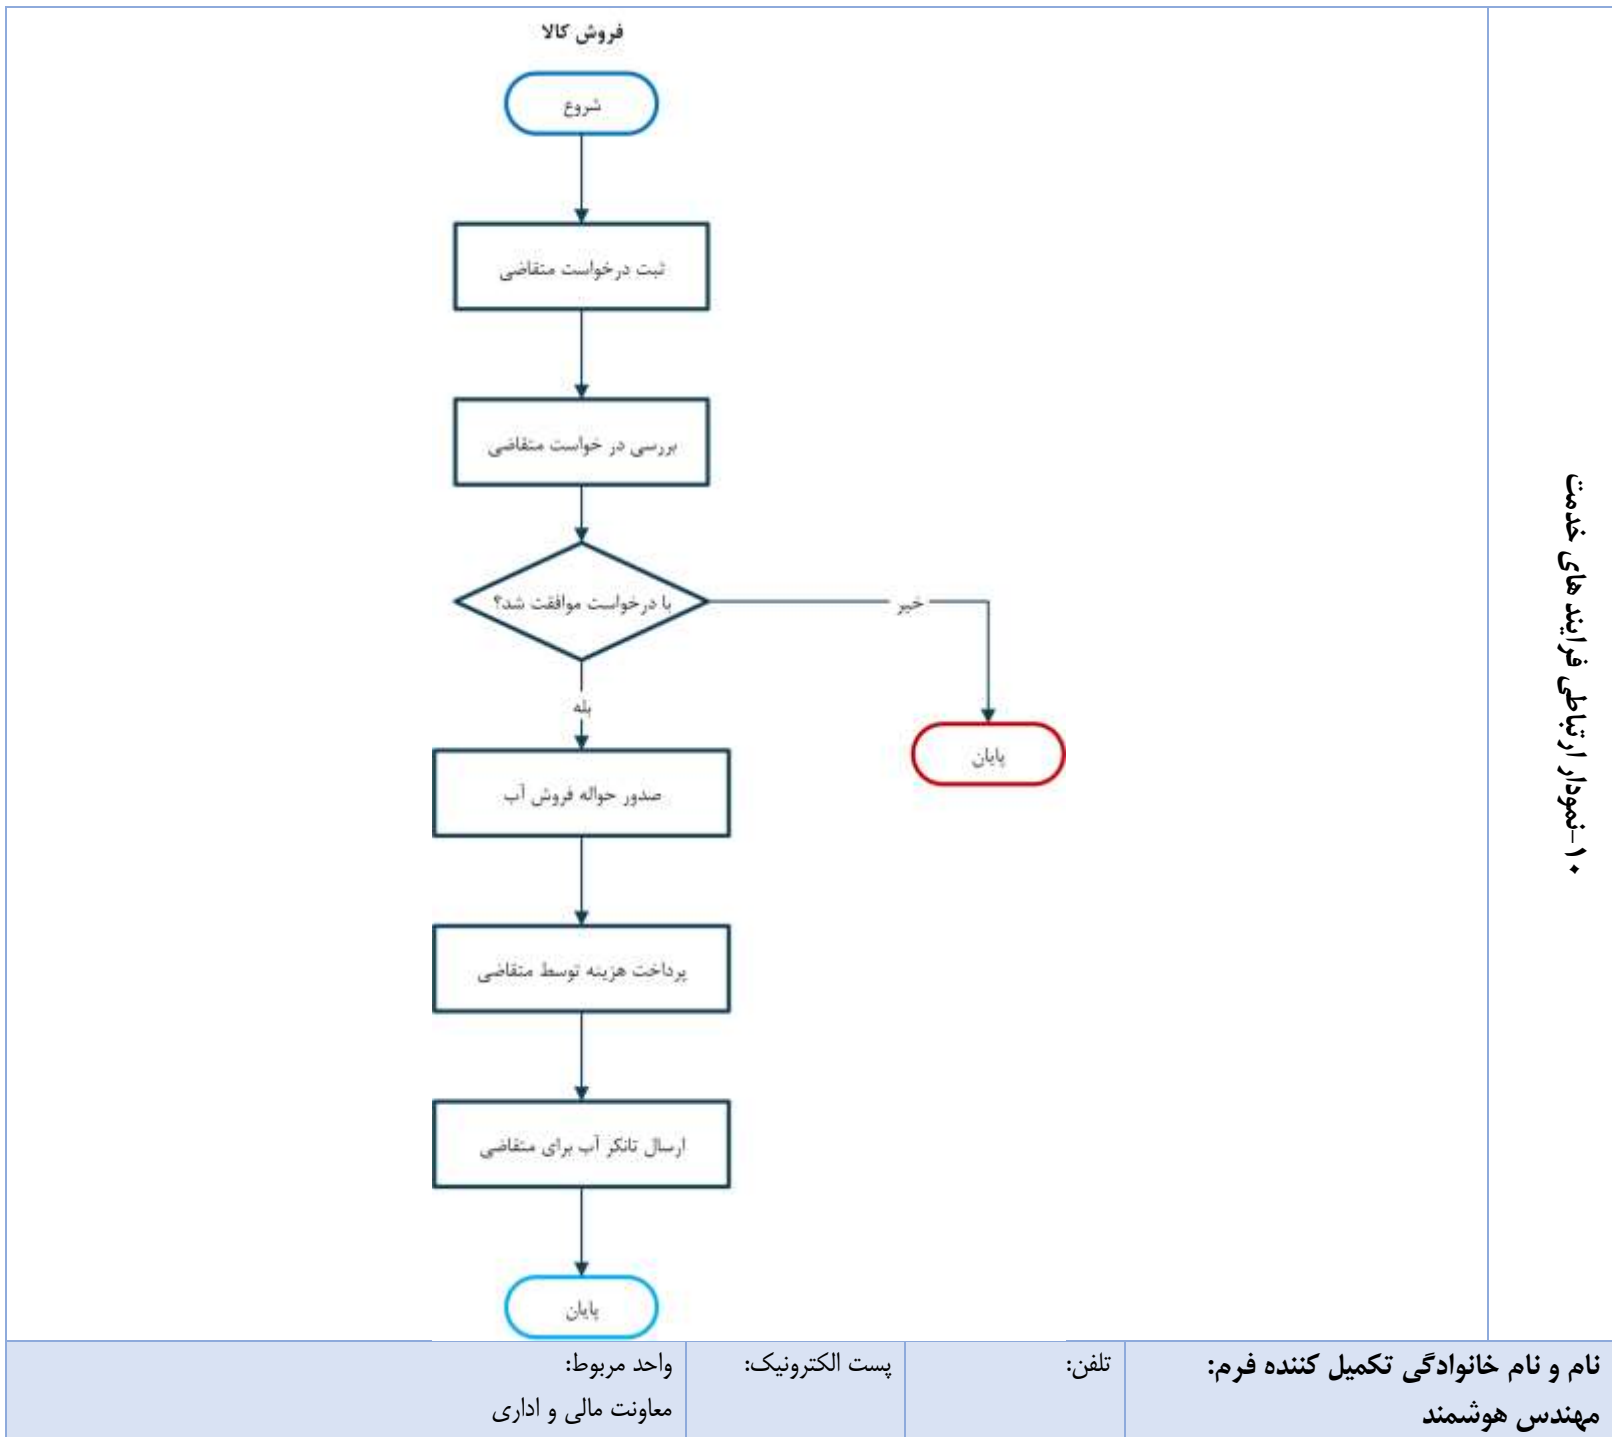 فروش کالا
شروع
ثبت درخواست متقاضی
بررسی در خواست متقاضی
با درخواست موافقت شد؟
خیر
بله
پایان
صدور حواله فروش آب
پرداخت هزینه توسط متقاضی
ارسال تانکر آب برای متقاضی
پایان
۱۰-نمودار ارتباطی فرایند های خدمت
نام و نام خانوادگی تکمیل کننده فرم:
مهندس هوشمند
تلفن:
پست الکترونیک:
واحد مربوط:
معاونت مالی و اداری